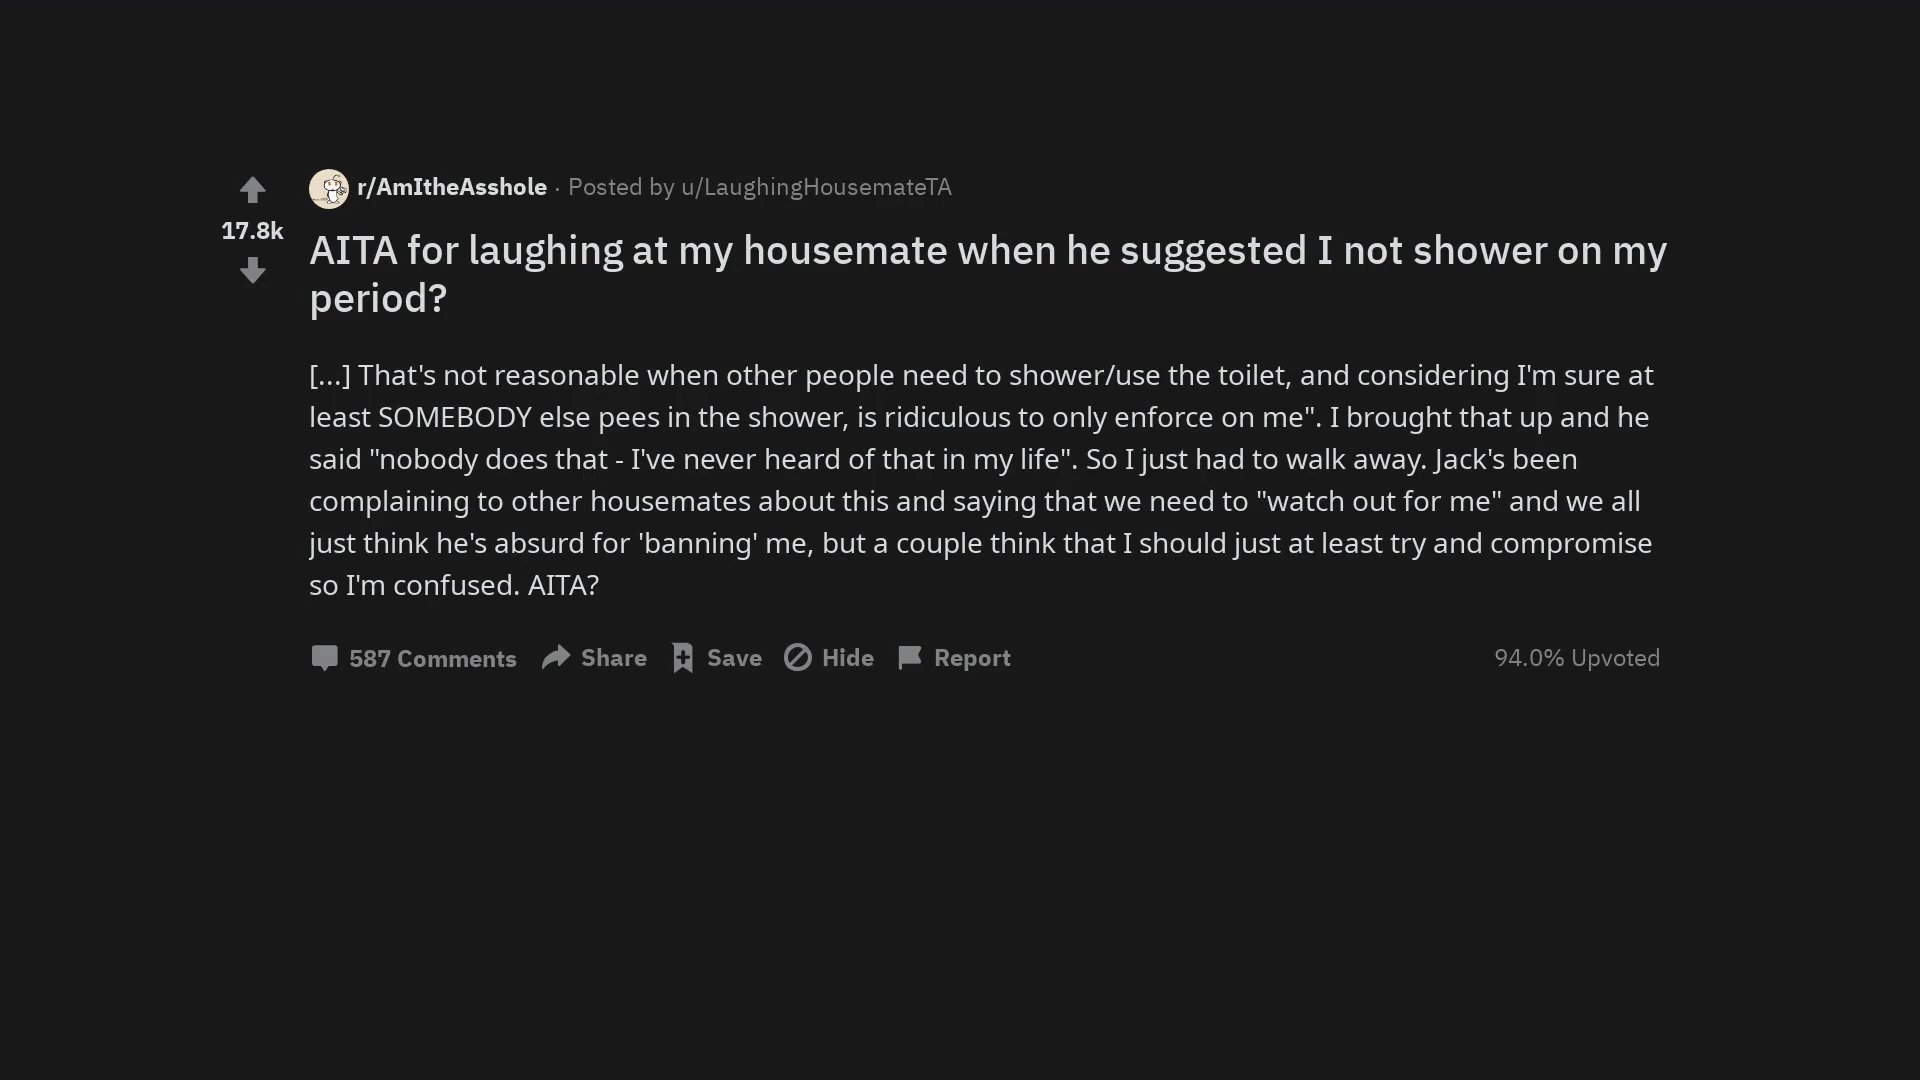 r/AmItheAsshole · Posted by u/LaughingHousemateTA
17.8k
AITA for laughing at my housemate when he suggested I not shower on my
period?
[...] That's not reasonable when other people need to shower/use the toilet, and considering I'm sure at
least SOMEBODY else pees in the shower, is ridiculous to only enforce on me". I brought that up and he
said "nobody does that - I've never heard of that in my life". So I just had to walk away. Jack's been
complaining to other housemates about this and saying that we need to "watch out for me" and we all
just think he's absurd for 'banning' me, but a couple think that I should just at least try and compromise
so I'm confused. AITA?
587 Comments Share Save Hide Report 94.0% Upvoted